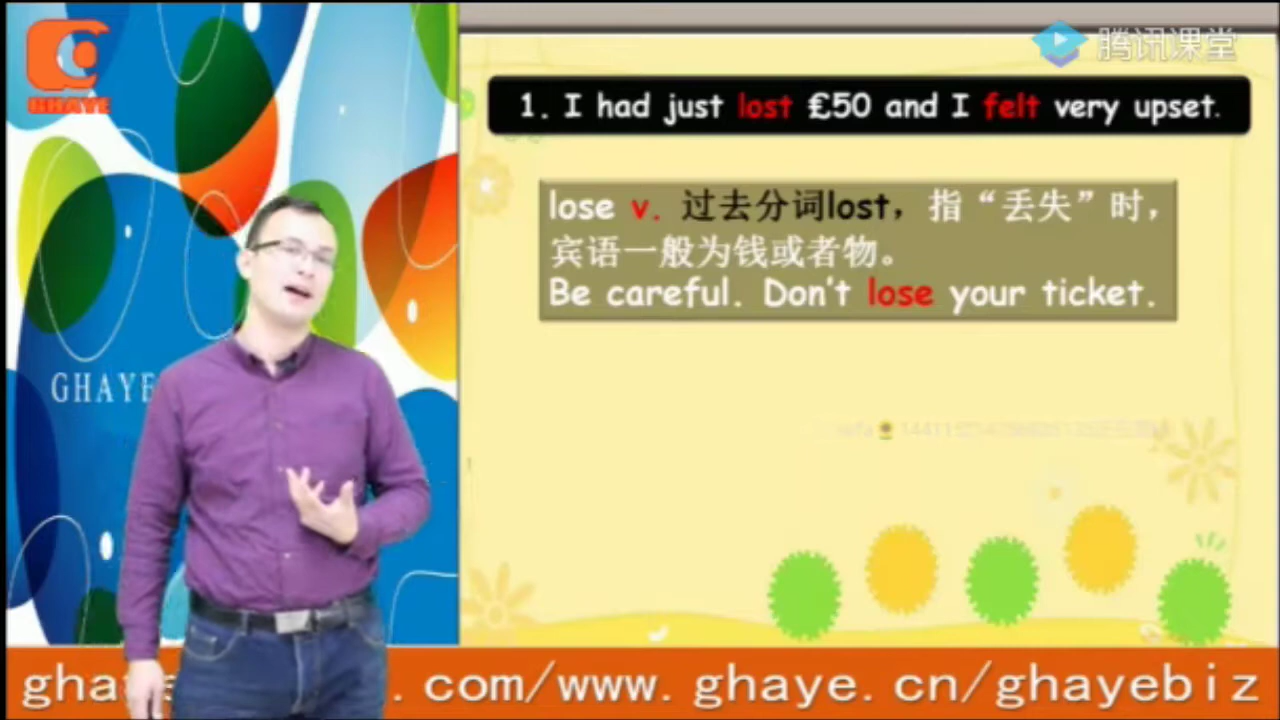 GHAYE
腾讯课堂
1. I had just lost £50 and I felt very upset.
lose v. 过去分词lost，指“丢失”时，
宾语一般为钱或者物。
Be careful. Don't lose your ticket.
GHAYE
. com/www. ghaye. cn/ghayebiz